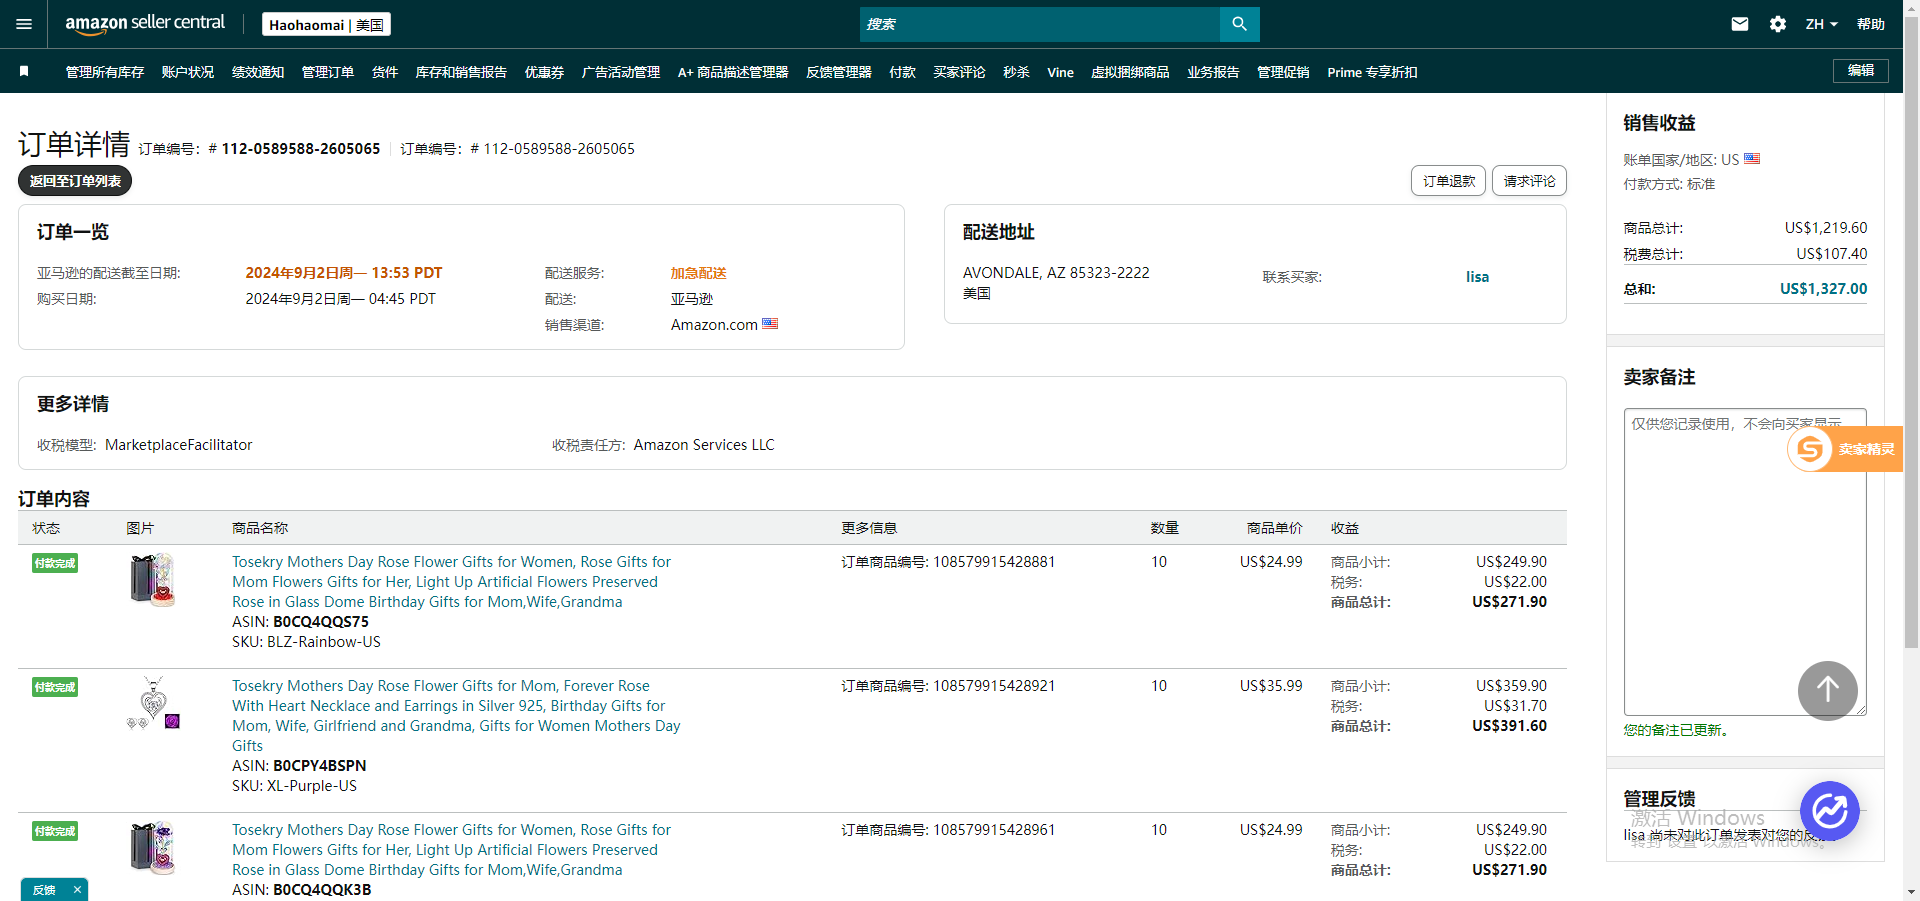 amazon seller central
Haohaomai | 美国
搜索
ZH
帮助
管理所有库存 账户状况 绩效通知 管理订单 货件 库存和销售报告 优惠券 广告活动管理 A+ 商品描述管理器 反馈管理器 付款 买家评论 秒杀 Vine 虚拟捆绑商品 业务报告 管理促销 Prime 专享折扣
编辑
订单详情 订单编号: # 112-0589588-2605065 订单编号: # 112-0589588-2605065
返回至订单列表
订单退款
请求评论
订单一览
亚马逊的配送截至日期: 2024年9月2日周一 13:53 PDT
购买日期: 2024年9月2日周一 04:45 PDT
配送服务: 加急配送
配送: 亚马逊
销售渠道: Amazon.com
配送地址
AVONDALE, AZ 85323-2222
美国
联系买家: lisa
更多详情
收税模型: MarketplaceFacilitator
收税责任方: Amazon Services LLC
订单内容
状态 图片 商品名称 更多信息 数量 商品单价 收益
付款完成
Tosekry Mothers Day Rose Flower Gifts for Women, Rose Gifts for
Mom Flowers Gifts for Her, Light Up Artificial Flowers Preserved
Rose in Glass Dome Birthday Gifts for Mom,Wife,Grandma
ASIN: B0CQ4QQS75
SKU: BLZ-Rainbow-US
订单商品编号: 108579915428881
10
US$24.99
商品小计: US$249.90
税务: US$22.00
商品总计: US$271.90
付款完成
Tosekry Mothers Day Rose Flower Gifts for Mom, Forever Rose
With Heart Necklace and Earrings in Silver 925, Birthday Gifts for
Mom, Wife, Girlfriend and Grandma, Gifts for Women Mothers Day
Gifts
ASIN: B0CPY4BSPN
SKU: XL-Purple-US
订单商品编号: 108579915428921
10
US$35.99
商品小计: US$359.90
税务: US$31.70
商品总计: US$391.60
付款完成
Tosekry Mothers Day Rose Flower Gifts for Women, Rose Gifts for
Mom Flowers Gifts for Her, Light Up Artificial Flowers Preserved
Rose in Glass Dome Birthday Gifts for Mom,Wife,Grandma
ASIN: B0CQ4QQK3B
订单商品编号: 108579915428961
10
US$24.99
商品小计: US$249.90
税务: US$22.00
商品总计: US$271.90
反馈 ×
销售收益
账单国家/地区: US
付款方式: 标准
商品总计: US$1,219.60
税费总计: US$107.40
总和: US$1,327.00
卖家备注
仅供您记录使用，不会向买家显示
卖家精灵
您的备注已更新。
管理反馈
激活 Windows
lisa 尚未对此订单发表对您的反
转到"设置"以激活 Windows。